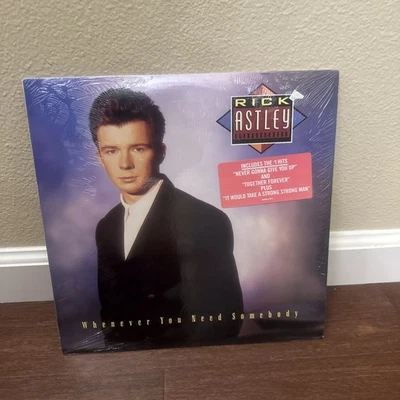 RICK
ASTLEY
INCLUDES THE #1 HITS
"NEVER GONNA GIVE YOU UP"
AND
"TOGETHER FOREVER"
PLUS
"IT WOULD TAKE A STRONG STRONG MAN"
Whenever You Need Somebody